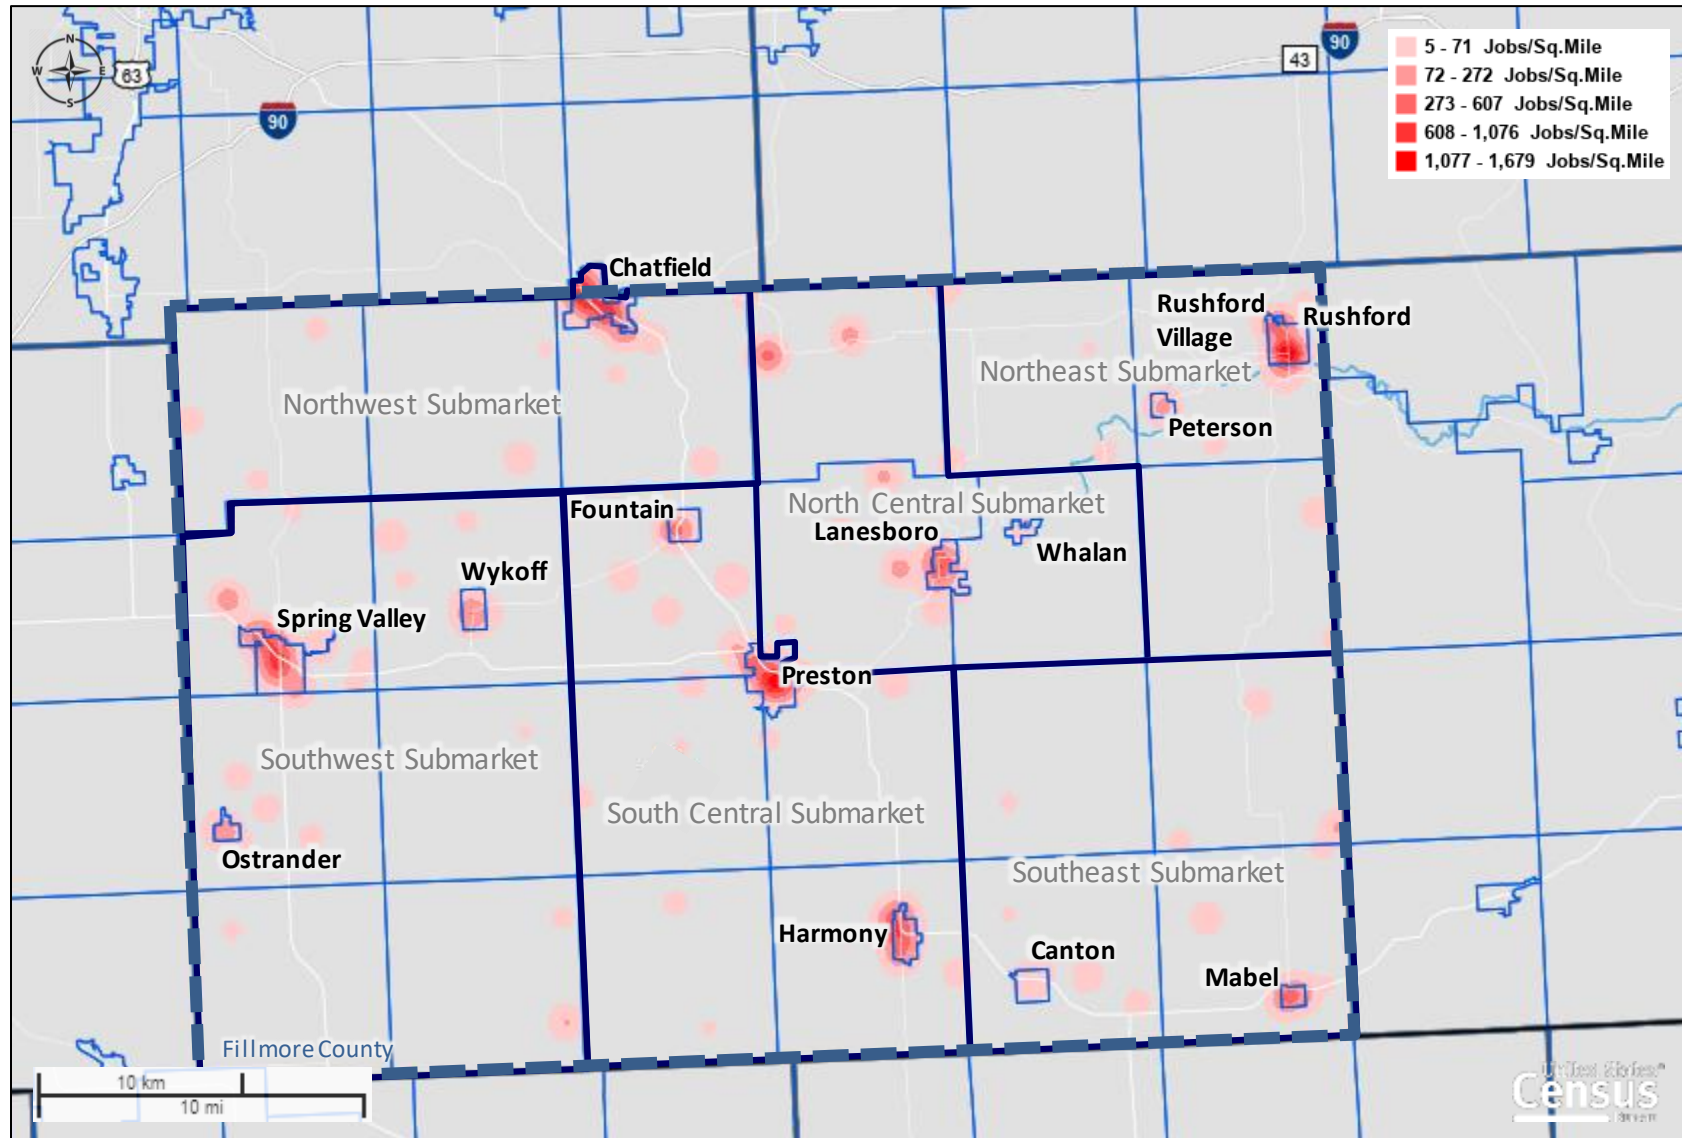 N
W E
S
63
90
43
90
5 - 71 Jobs/Sq.Mile
72 - 272 Jobs/Sq.Mile
273 - 607 Jobs/Sq.Mile
608 - 1,076 Jobs/Sq.Mile
1,077 - 1,679 Jobs/Sq.Mile
Chatfield
Rushford
Village
Rushford
Northwest Submarket
Northeast Submarket
Peterson
Fountain
North Central Submarket
Lanesboro
Whalan
Wykoff
Spring Valley
Preston
Southwest Submarket
South Central Submarket
Ostrander
Southeast Submarket
Harmony
Canton
Mabel
Fillmore County
10 km
10 mi
United States
Census
Bureau